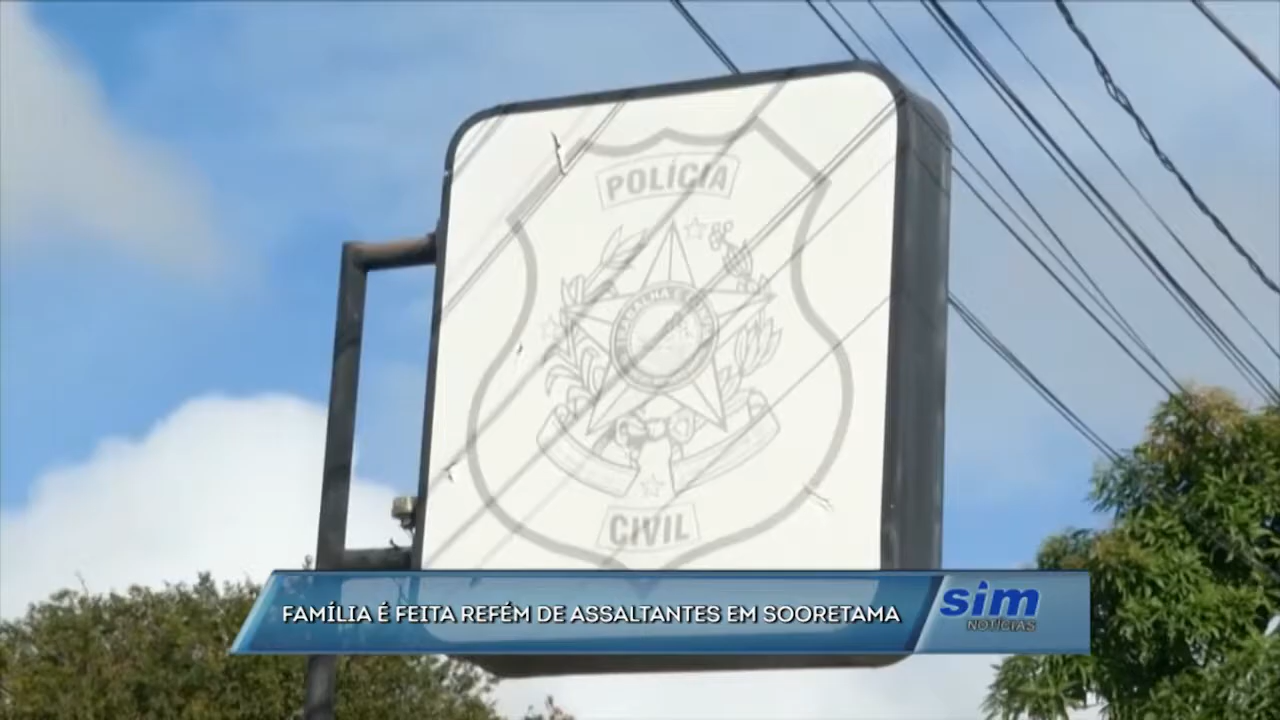 POLÍCIA
CIVIL
FAMÍLIA É FEITA REFÉM DE ASSALTANTES EM SOORETAMA
sim
NOTÍCIAS